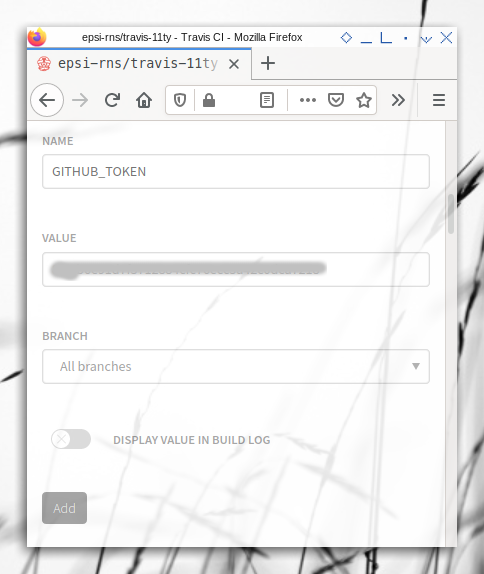 epsi-rns/travis-11ty - Travis CI - Mozilla Firefox
epsi-rns/travis-11ty
NAME
GITHUB_TOKEN
VALUE
BRANCH
All branches
DISPLAY VALUE IN BUILD LOG
Add